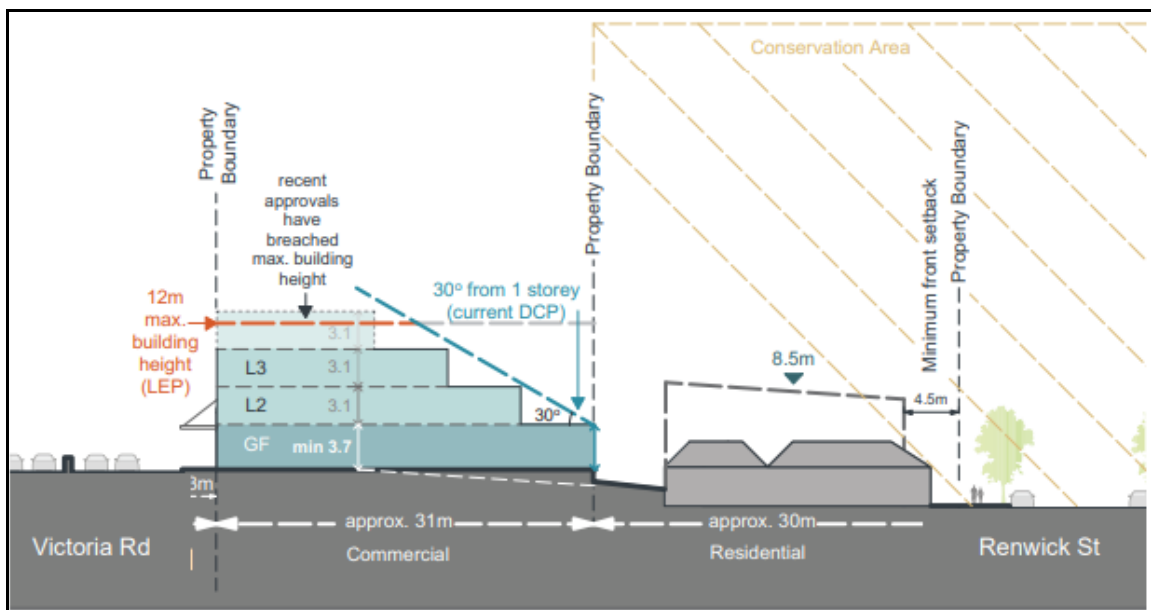 Conservation Area
Property
Boundary
recent
approvals
have
breached
max. building
height
Property Boundary
Minimum front setback
Property Boundary
12m
max.
building
height
(LEP)
30° from 1 storey
(current DCP)
3.1
L3
3.1
L2
3.1
30°
GF
min 3.7
8.5m
4.5m
3m
approx. 31m
approx. 30m
Victoria Rd
Commercial
Residential
Renwick St